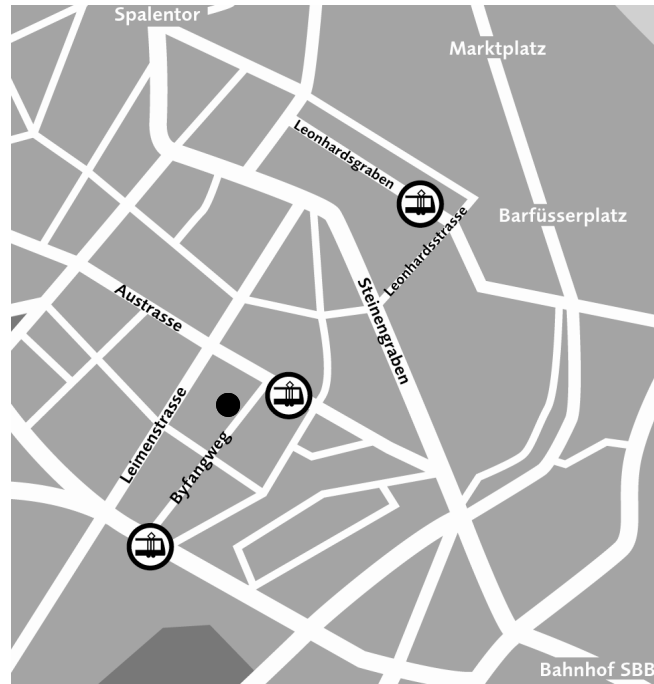 Spalentor
Marktplatz
Leonhardsgraben
Barfüsserplatz
Leonhardsstrasse
Austrasse
Steinengraben
Leimenstrasse
Byfangweg
Bahnhof SBB